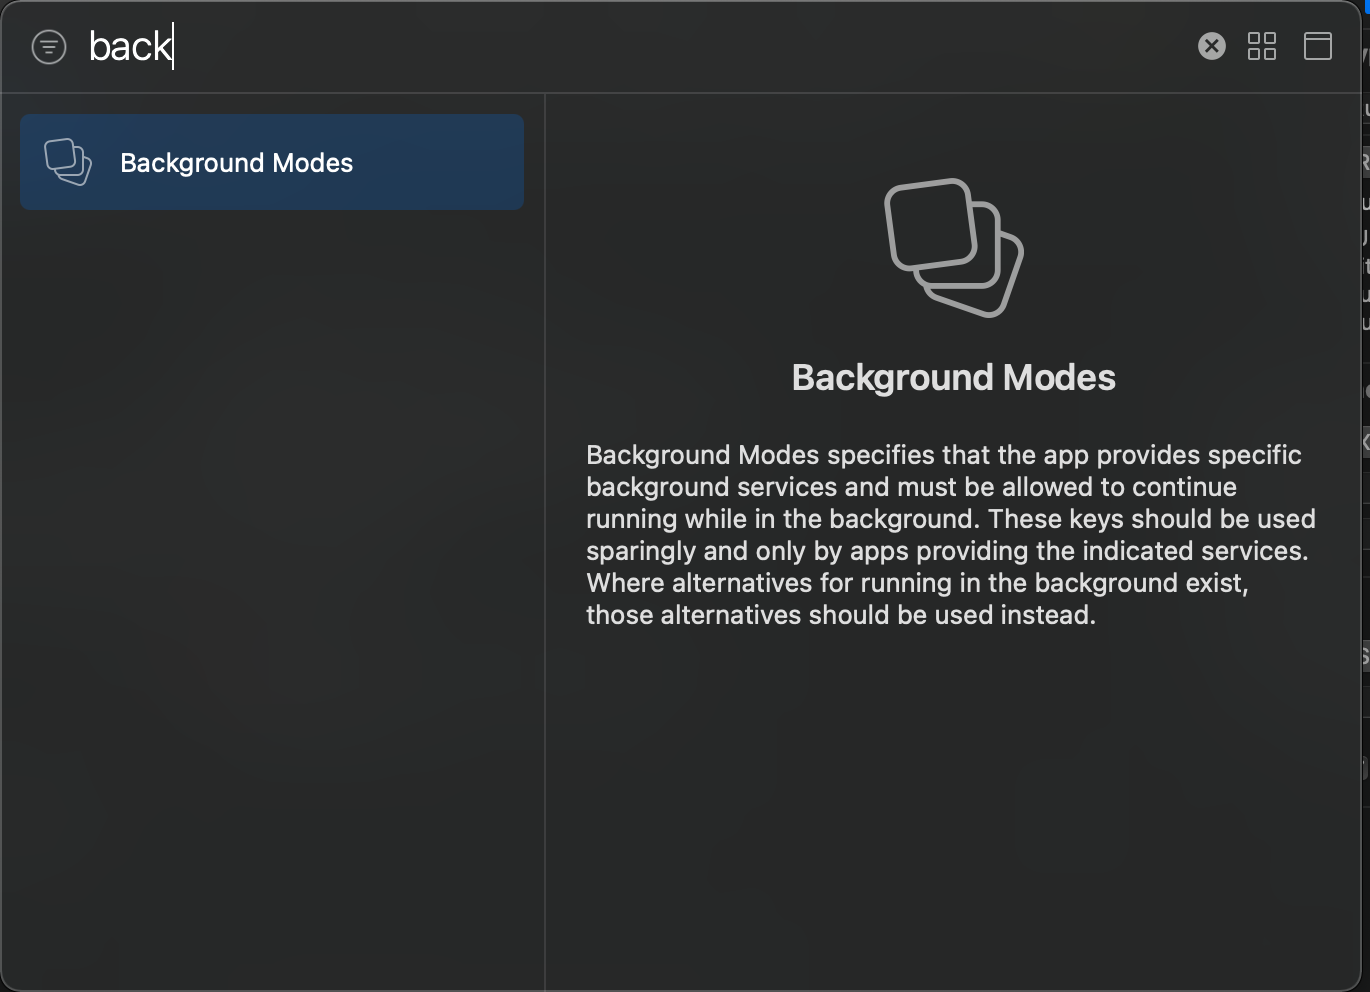 back
Background Modes
Background Modes
Background Modes specifies that the app provides specific
background services and must be allowed to continue
running while in the background. These keys should be used
sparingly and only by apps providing the indicated services.
Where alternatives for running in the background exist,
those alternatives should be used instead.